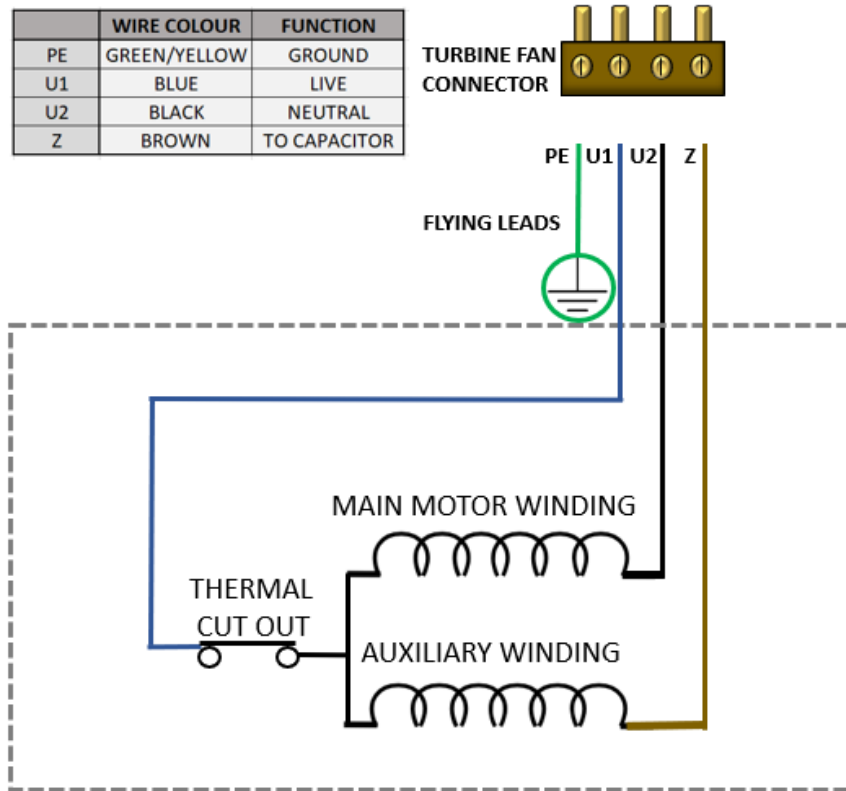 WIRE COLOUR FUNCTION
PE GREEN/YELLOW GROUND
U1 BLUE LIVE
U2 BLACK NEUTRAL
Z BROWN TO CAPACITOR
TURBINE FAN
CONNECTOR
PE U1 U2 Z
FLYING LEADS
MAIN MOTOR WINDING
THERMAL
CUT OUT
AUXILIARY WINDING